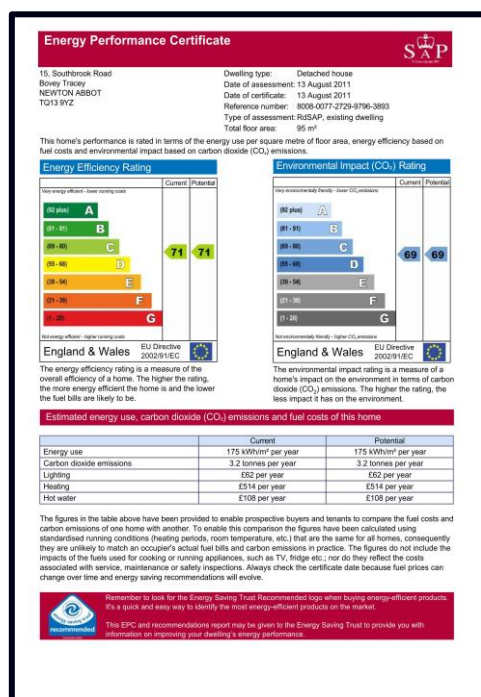 Energy Performance Certificate
SAP
15, Southbrook Road
Bovey Tracey
NEWTON ABBOT
TQ13 9YZ
Dwelling type: Detached house
Date of assessment: 13 August 2011
Date of certificate: 13 August 2011
Reference number: 8008-0077-2729-9796-3893
Type of assessment: RdSAP, existing dwelling
Total floor area: 95 m²
This home's performance is rated in terms of the energy use per square metre of floor area, energy efficiency based on
fuel costs and environmental impact based on carbon dioxide (CO₂) emissions.
Energy Efficiency Rating
Current Potential
Very energy efficient - lower running costs
(92 plus) A
(81 - 91) B
(69 - 80) C
(55 - 68) D
(39 - 54) E
(21 - 38) F
(1 - 20) G
71 71
Not energy efficient - higher running costs
England & Wales
EU Directive
2002/91/EC
The energy efficiency rating is a measure of the
overall efficiency of a home. The higher the rating,
the more energy efficient the home is and the lower
the fuel bills are likely to be.
Environmental Impact (CO₂) Rating
Current Potential
Very environmentally friendly - lower CO₂ emissions
(92 plus) A
(81 - 91) B
(69 - 80) C
(55 - 68) D
(39 - 54) E
(21 - 38) F
(1 - 20) G
69 69
Not environmentally friendly - higher CO₂ emissions
England & Wales
EU Directive
2002/91/EC
The environmental impact rating is a measure of a
home's impact on the environment in terms of carbon
dioxide (CO₂) emissions. The higher the rating, the
less impact it has on the environment.
Estimated energy use, carbon dioxide (CO₂) emissions and fuel costs of this home
Current Potential
Energy use 175 kWh/m² per year 175 kWh/m² per year
Carbon dioxide emissions 3.2 tonnes per year 3.2 tonnes per year
Lighting £62 per year £62 per year
Heating £514 per year £514 per year
Hot water £108 per year £108 per year
The figures in the table above have been provided to enable prospective buyers and tenants to compare the fuel costs and
carbon emissions of one home with another. To enable this comparison the figures have been calculated using
standardised running conditions (heating periods, room temperature, etc.) that are the same for all homes, consequently
they are unlikely to match an occupier's actual fuel bills and carbon emissions in practice. The figures do not include the
impacts of the fuels used for cooking or running appliances, such as TV, fridge etc.; nor do they reflect the costs
associated with service, maintenance or safety inspections. Always check the certificate date because fuel prices can
change over time and energy saving recommendations will evolve.
energy saving trust
recommended
Remember to look for the Energy Saving Trust Recommended logo when buying energy-efficient products.
It's a quick and easy way to identify the most energy-efficient products on the market.
This EPC and recommendations report may be given to the Energy Saving Trust to provide you with
information on improving your dwelling's energy performance.